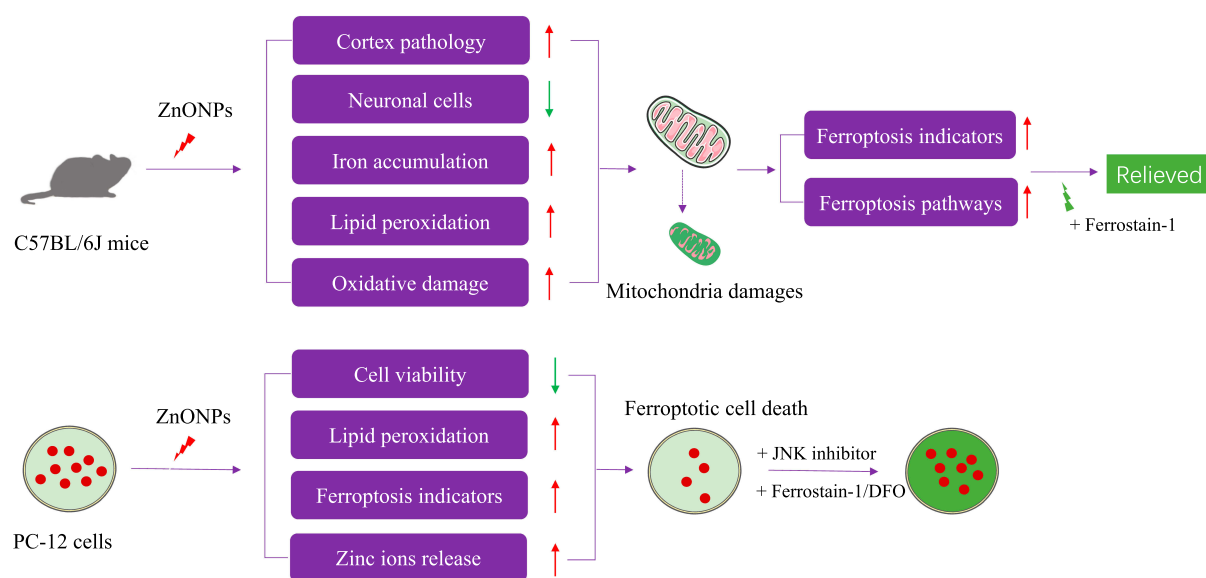 ZnONPs
C57BL/6J mice
Cortex pathology
Neuronal cells
Iron accumulation
Lipid peroxidation
Oxidative damage
Mitochondria damages
Ferroptosis indicators
Ferroptosis pathways
+ Ferrostain-1
Relieved
ZnONPs
PC-12 cells
Cell viability
Lipid peroxidation
Ferroptosis indicators
Zinc ions release
Ferroptotic cell death
+ JNK inhibitor
+ Ferrostain-1/DFO